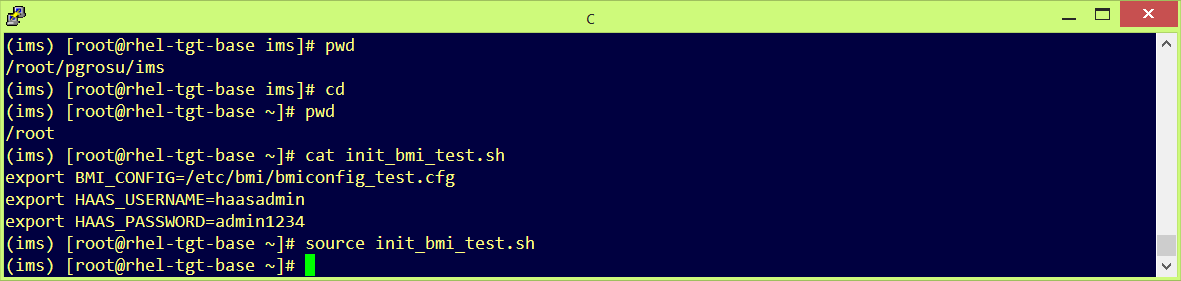 C
(ims) [root@rhel-tgt-base ims]# pwd
/root/pgrosu/ims
(ims) [root@rhel-tgt-base ims]# cd
(ims) [root@rhel-tgt-base ~]# pwd
/root
(ims) [root@rhel-tgt-base ~]# cat init_bmi_test.sh
export BMI_CONFIG=/etc/bmi/bmiconfig_test.cfg
export HAAS_USERNAME=haasadmin
export HAAS_PASSWORD=admin1234
(ims) [root@rhel-tgt-base ~]# source init_bmi_test.sh
(ims) [root@rhel-tgt-base ~]#